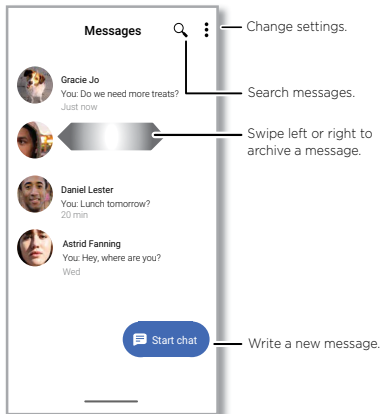 Messages
Change settings.
Gracie Jo
You: Do we need more treats?
Just now
Search messages.
Swipe left or right to
archive a message.
Daniel Lester
You: Lunch tomorrow?
20 min
Astrid Fanning
You: Hey, where are you?
Wed
Start chat
Write a new message.